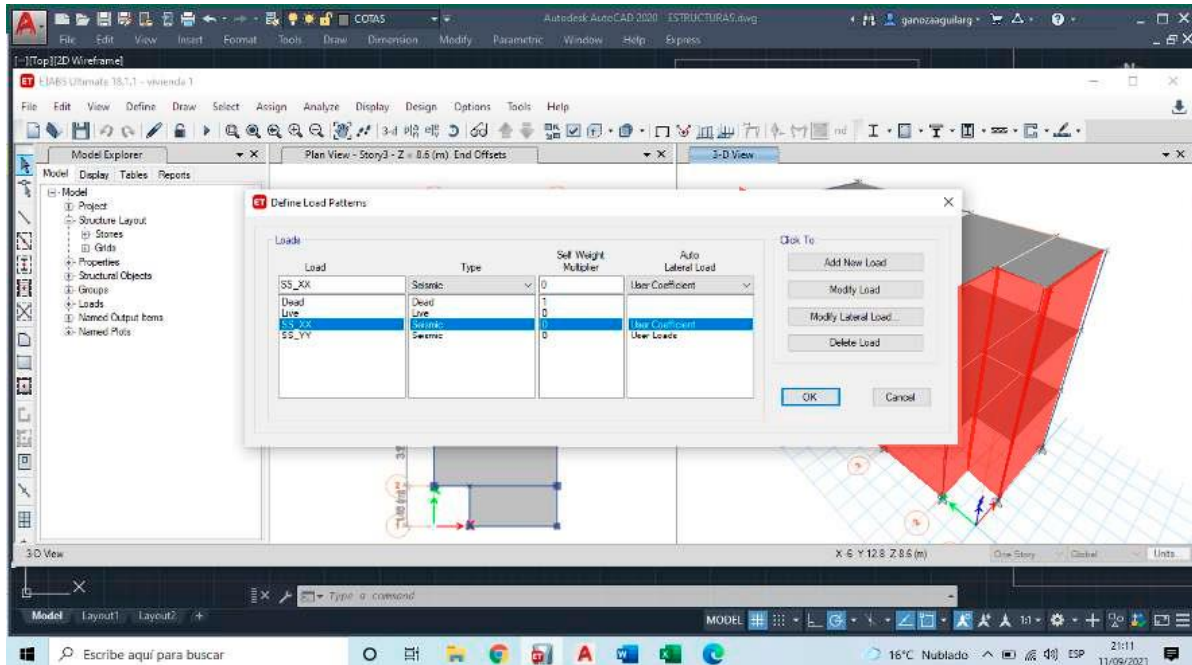 COTAS
Autodesk AutoCAD 2020 ESTRUCTURAS.dwg
ganozaaguilarg
File Edit View Insert Format Tools Draw Dimension Modify Parametric Window Help Express
[-][Top][2D Wireframe]
ETABS Ultimate 18.1.1 - vivienda 1
File Edit View Define Draw Select Assign Analyze Display Design Options Tools Help
Model Explorer
Plan View - Story3 - Z = 8.6 (m) End Offsets
3-D View
Model Display Tables Reports
Model
Project
Structure Layout
Stories
Grids
Properties
Structural Objects
Groups
Loads
Named Output Items
Named Plots
Define Load Patterns
Loads
Click To
Load Type Self Weight Multiplier Auto Lateral Load
SS_XX Seismic 0 User Coefficient
Dead Dead 1
Live Live 0
SS_XX Seismic 0 User Coefficient
SS_YY Seismic 0 User Loads
Add New Load
Modify Load
Modify Lateral Load...
Delete Load
OK Cancel
3-D View
X -6 Y 12.8 Z 8.6 (m)
One Story Global Units...
Type a command
Model Layout1 Layout2 +
MODEL
1:1
Escribe aquí para buscar
16°C Nublado ESP
21:11
11/09/2021